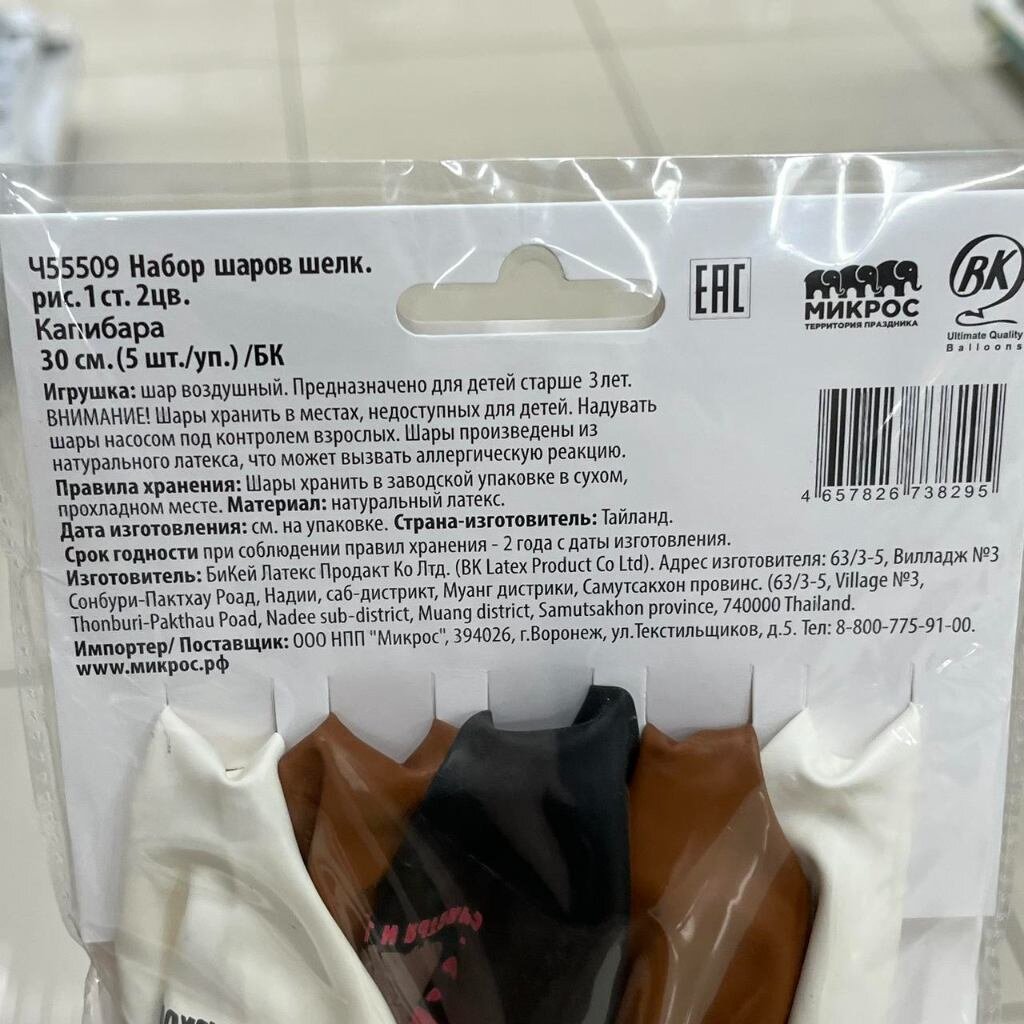 Ч55509 Набор шаров шелк.
рис.1 ст. 2цв.
Капибара
30 см. (5 шт./уп.) /БК
ЕАС
МИКРОС
ТЕРРИТОРИЯ ПРАЗДНИКА
BK
Ultimate Quality
Balloons
Игрушка: шар воздушный. Предназначено для детей старше 3 лет.
ВНИМАНИЕ! Шары хранить в местах, недоступных для детей. Надувать
шары насосом под контролем взрослых. Шары произведены из
натурального латекса, что может вызвать аллергическую реакцию.
Правила хранения: Шары хранить в заводской упаковке в сухом,
прохладном месте. Материал: натуральный латекс.
Дата изготовления: см. на упаковке. Страна-изготовитель: Тайланд.
Срок годности при соблюдении правил хранения - 2 года с даты изготовления.
Изготовитель: БиКей Латекс Продакт Ко Лтд. (BK Latex Product Co Ltd). Адрес изготовителя: 63/3-5, Вилладж №3
Сонбури-Пактхау Роад, Надии, саб-дистрикт, Муанг дистрики, Самутсакхон провинс. (63/3-5, Village №3,
Thonburi-Pakthau Poad, Nadee sub-district, Muang district, Samutsakhon province, 740000 Thailand.
Импортер/ Поставщик: ООО НПП "Микрос", 394026, г.Воронеж, ул.Текстильщиков, д.5. Тел: 8-800-775-91-00.
www.микрос.рф
4 657826 738295